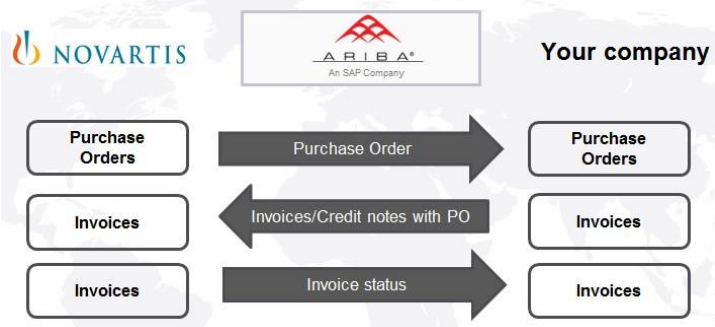 NOVARTIS
ARIBA®
An SAP Company
Your company
Purchase
Orders
Purchase Order
Purchase
Orders
Invoices
Invoices/Credit notes with PO
Invoices
Invoices
Invoice status
Invoices